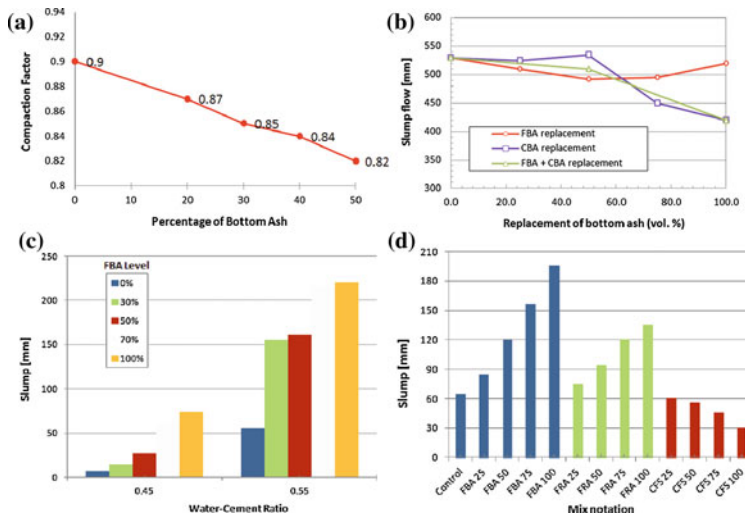 (a)
0.94
0.92
0.9
0.88
0.86
0.84
0.82
0.8
Compaction Factor
0.9
0.87
0.85
0.84
0.82
0
10
20
30
40
50
Percentage of Bottom Ash
(b)
600
550
500
450
400
350
300
Slump flow [mm]
FBA replacement
CBA replacement
FBA + CBA replacement
0.0
20.0
40.0
60.0
80.0
100.0
Replacement of bottom ash (vol. %)
(c)
250
200
150
100
50
0
Slump [mm]
FBA Level
0%
30%
50%
70%
100%
0.45
0.55
Water-Cement Ratio
(d)
210
180
150
120
90
60
30
0
Slump [mm]
Control
FBA 25
FBA 50
FBA 75
FBA 100
FRA 25
FRA 50
FRA 75
FRA 100
CFS 25
CFS 50
CFS 75
CFS 100
Mix notation